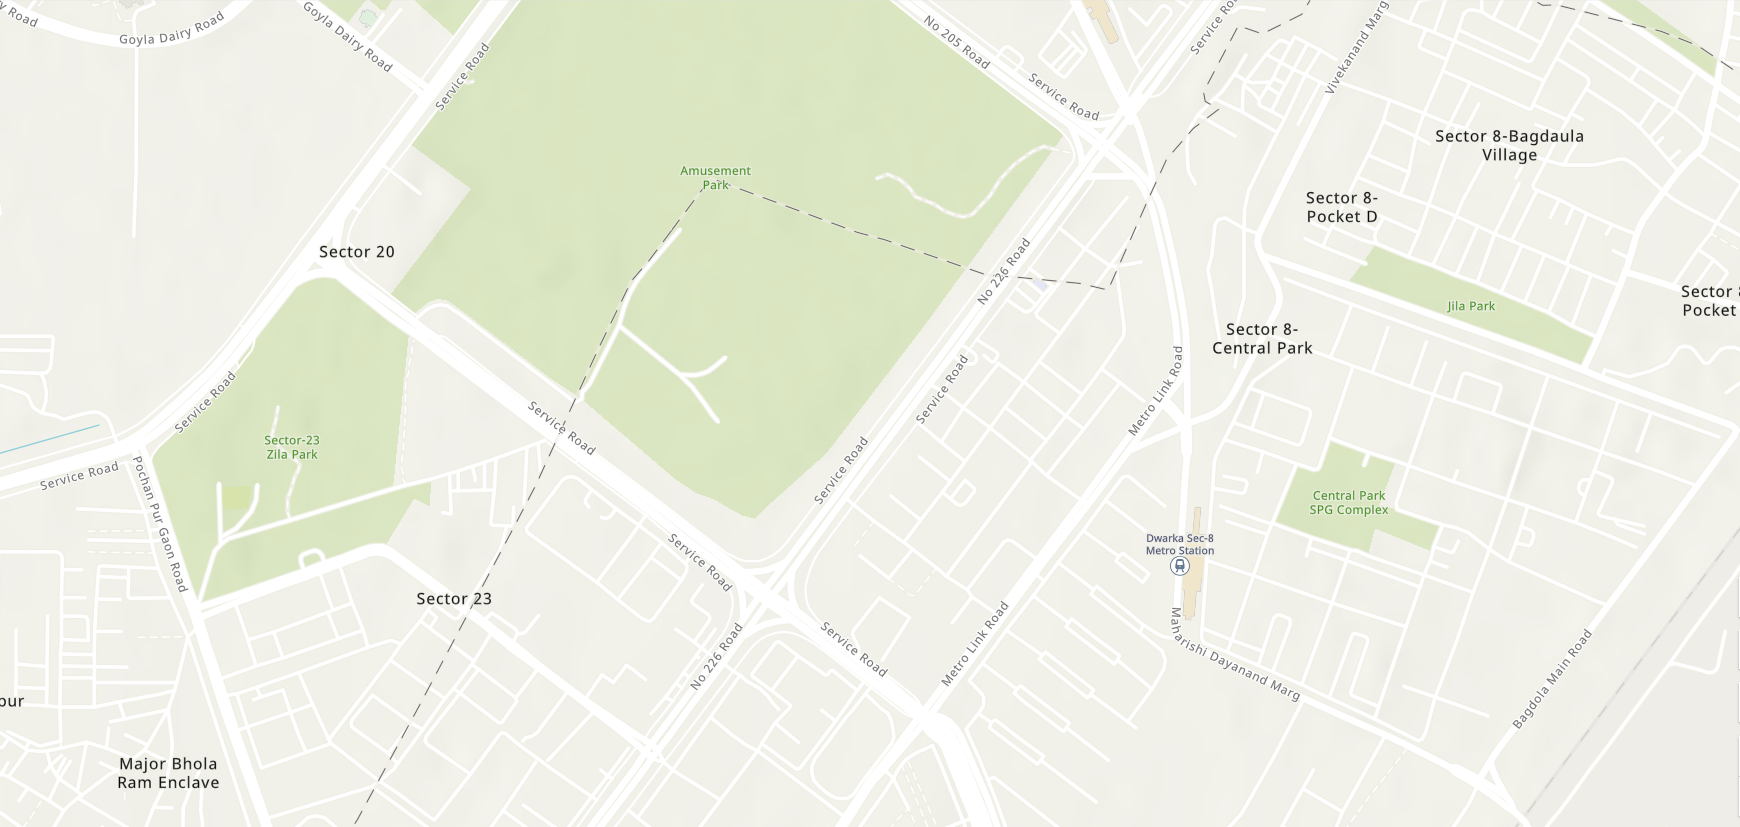 Road
Goyla Dairy Road
Goyla Dairy Road
Service Road
No 205 Road
Service Road
Service
Vivekanand Marg
Sector 8-Bagdaula
Village
Amusement
Park
Sector 8-
Pocket D
Sector 20
No 226 Road
Sector
Pocket
Jila Park
Sector 8-
Central Park
Metro Link Road
Service Road
Service Road
Service Road
Service Road
Sector-23
Zila Park
Service Road
Pochan Pur Gaon Road
Central Park
SPG Complex
Dwarka Sec-8
Metro Station
Service Road
Sector 23
Metro Link Road
Service Road
No 226 Road
Maharishi Dayanand Marg
Bagdola Main Road
Major Bhola
Ram Enclave